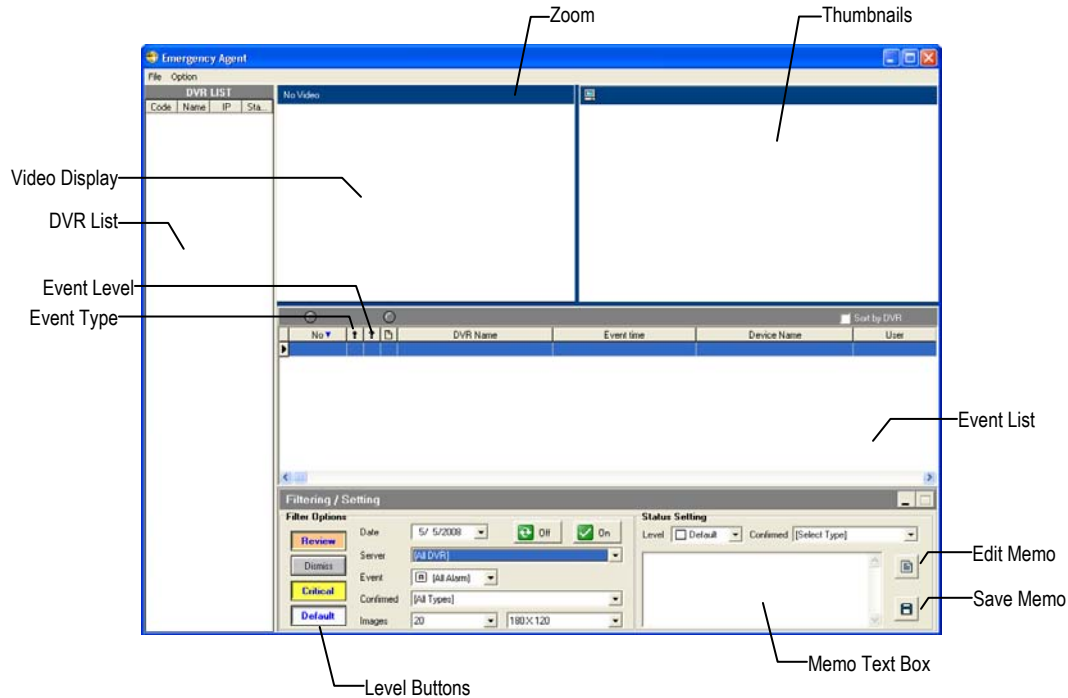 Zoom
Thumbnails
Emergency Agent
File Option
DVR LIST
Code Name IP Sta...
No Video
Video Display
DVR List
Event Level
Event Type
Sort by DVR
No DVR Name Event time Device Name User
Event List
Filtering / Setting
Filter Options
Status Setting
Review
Date 5/ 5/2008 Off On
Level Default Confirmed [Select Type]
Dismiss
Server [All DVR]
Edit Memo
Critical
Event [All Alarm]
Confirmed [All Types]
Save Memo
Default
Images 20 180 X 120
Memo Text Box
Level Buttons